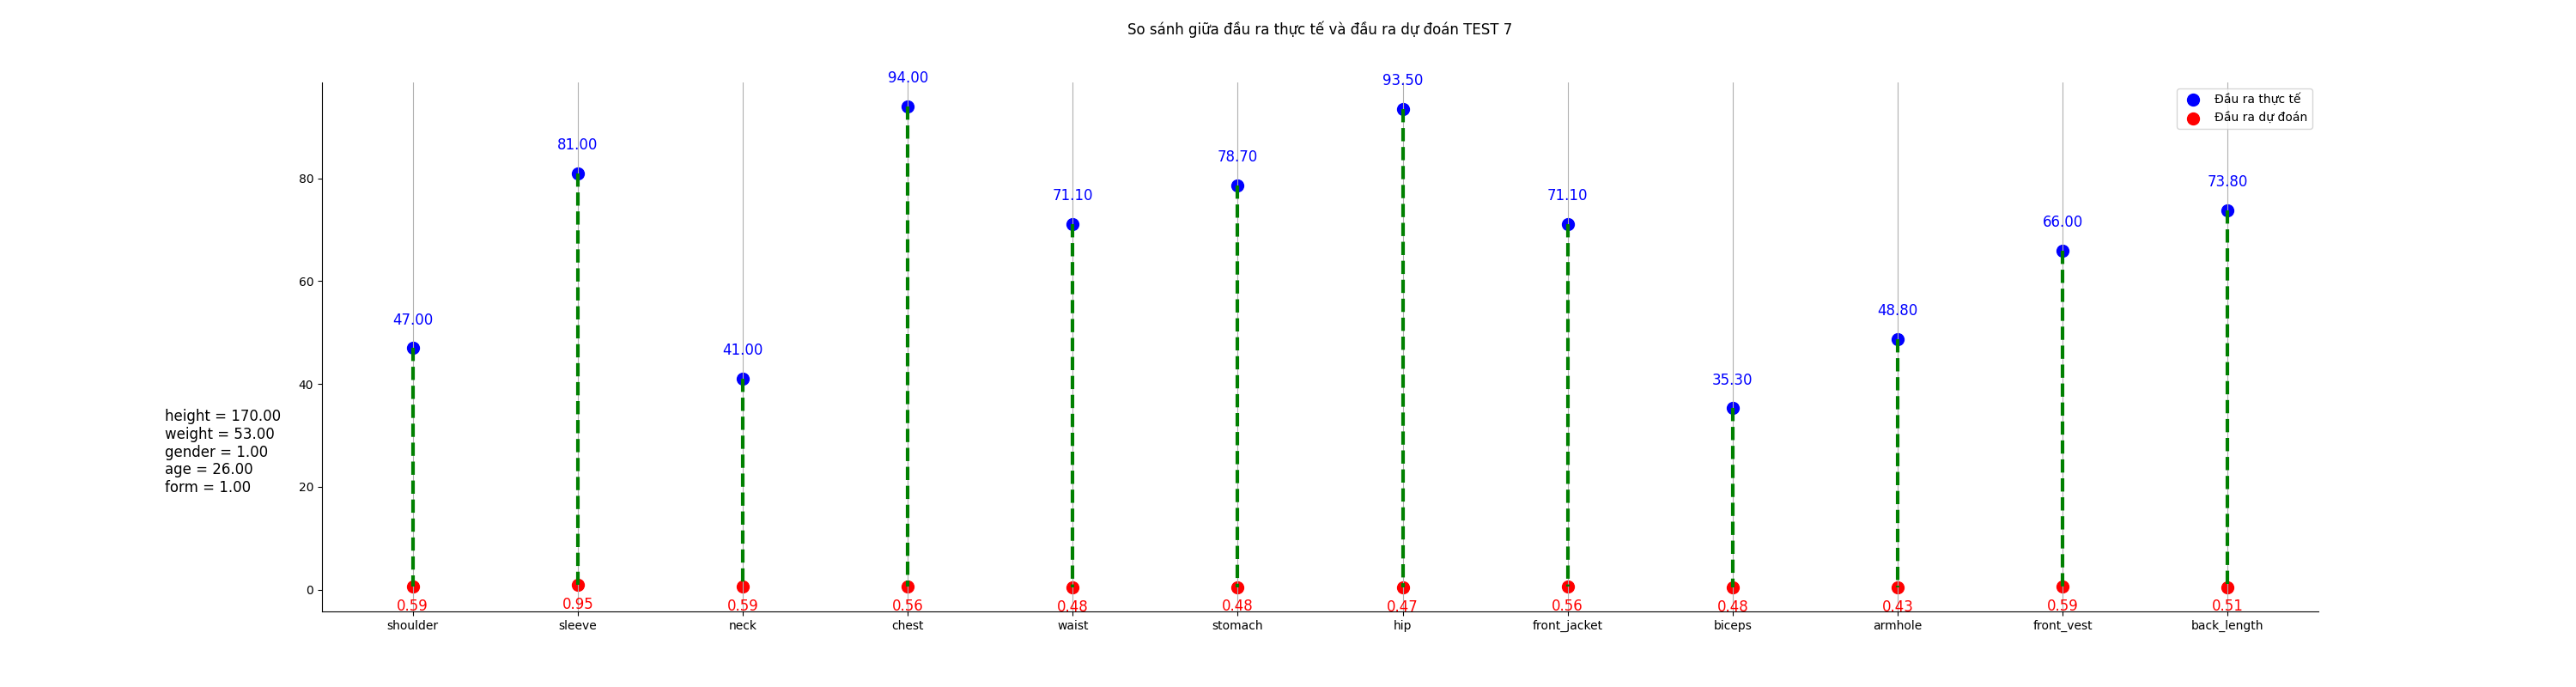 So sánh giữa đầu ra thực tế và đầu ra dự đoán TEST 7
94.00
93.50
81.00
78.70
71.10
71.10
73.80
66.00
47.00
48.80
41.00
35.30
Đầu ra thực tế
Đầu ra dự đoán
80
60
40
20
0
height = 170.00
weight = 53.00
gender = 1.00
age = 26.00
form = 1.00
0.59 0.95 0.59 0.56 0.48 0.48 0.47 0.56 0.48 0.43 0.59 0.51
shoulder sleeve neck chest waist stomach hip front_jacket biceps armhole front_vest back_length